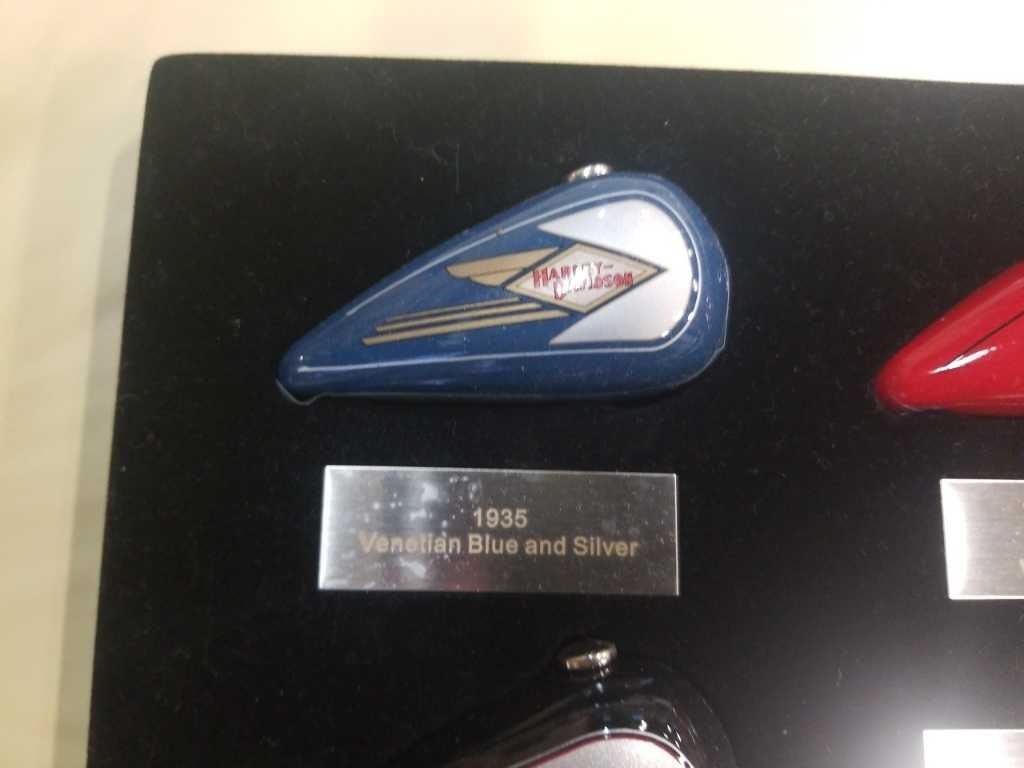 HARLEY-
DAVIDSON
1935
Venetian Blue and Silver